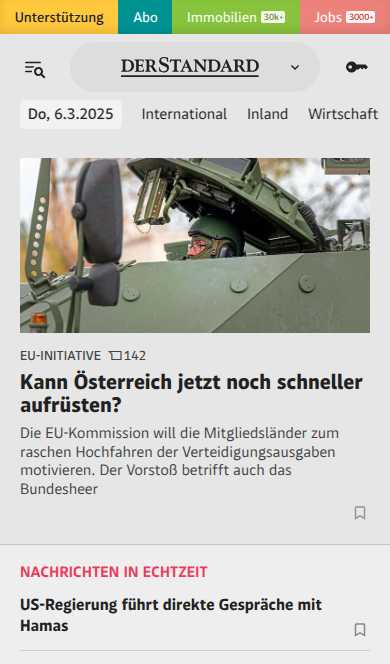 Unterstützung Abo Immobilien 30k+ Jobs 3000+
DERSTANDARD
Do, 6.3.2025 International Inland Wirtschaft
EU-INITIATIVE 142
Kann Österreich jetzt noch schneller
aufrüsten?
Die EU-Kommission will die Mitgliedsländer zum
raschen Hochfahren der Verteidigungsausgaben
motivieren. Der Vorstoß betrifft auch das
Bundesheer
NACHRICHTEN IN ECHTZEIT
US-Regierung führt direkte Gespräche mit
Hamas